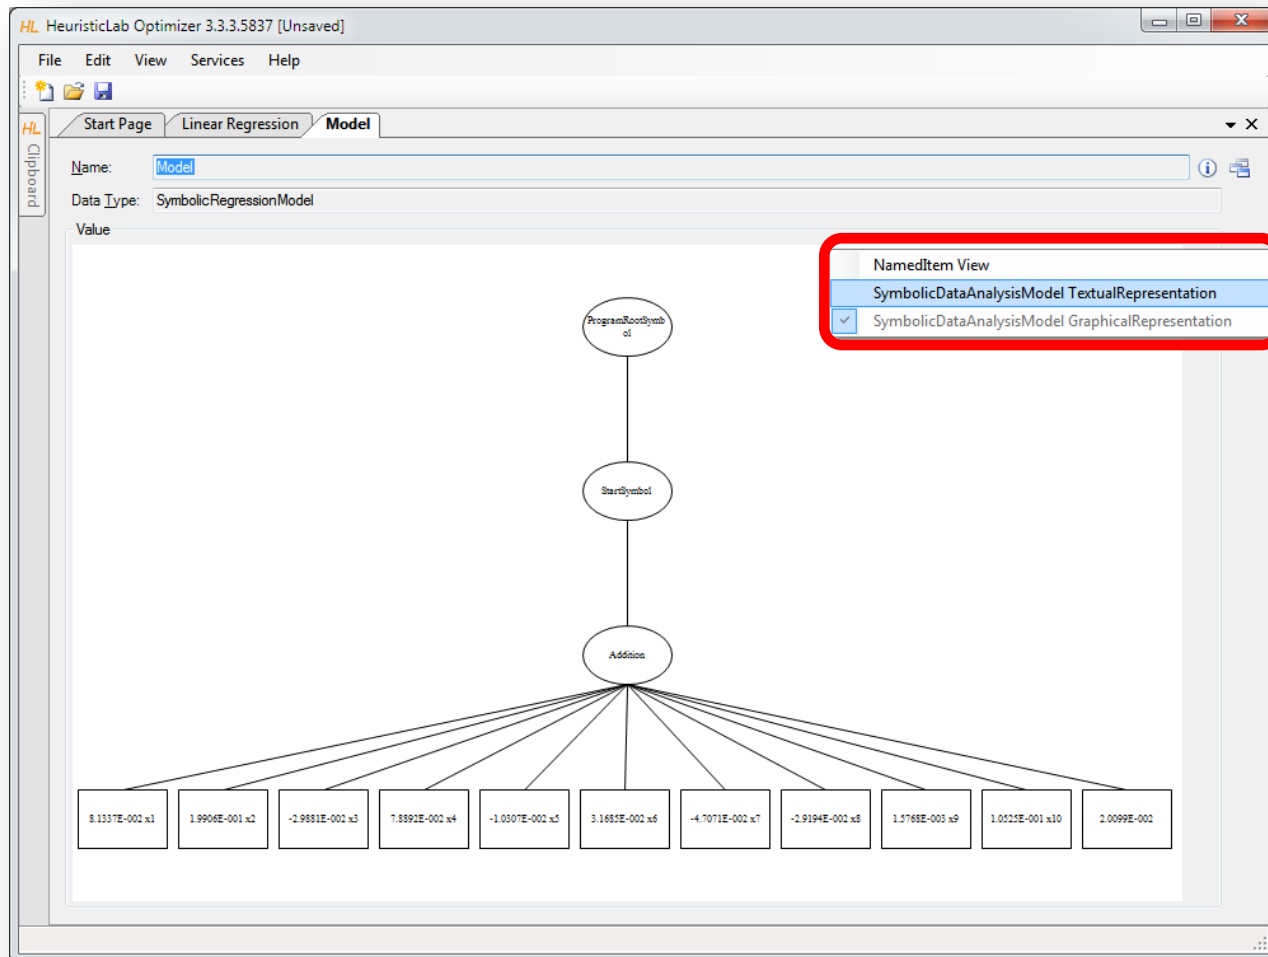 HL HeuristicLab Optimizer 3.3.3.5837 [Unsaved]
File Edit View Services Help
HL Clipboard
Start Page Linear Regression Model
Name: Model
Data Type: SymbolicRegressionModel
Value
NamedItem View
SymbolicDataAnalysisModel TextualRepresentation
SymbolicDataAnalysisModel GraphicalRepresentation
ProgramRootSymb
ol
StartSymbol
Addition
8.1337E-002 x1 1.9906E-001 x2 -2.9881E-002 x3 7.8892E-002 x4 -1.0307E-002 x5 3.1685E-002 x6 -4.7071E-002 x7 -2.9194E-002 x8 1.5768E-003 x9 1.0525E-001 x10 2.0099E-002